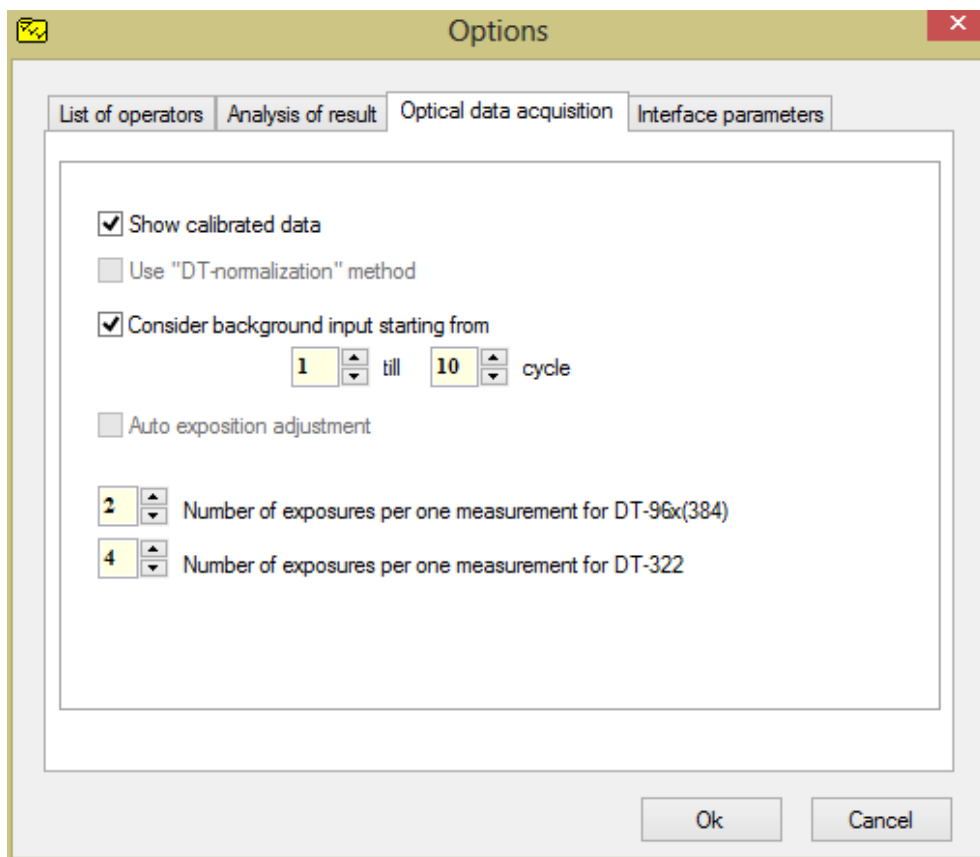 Options
List of operators Analysis of result Optical data acquisition Interface parameters
Show calibrated data
Use "DT-normalization" method
Consider background input starting from
1 till 10 cycle
Auto exposition adjustment
2 Number of exposures per one measurement for DT-96x(384)
4 Number of exposures per one measurement for DT-322
Ok Cancel